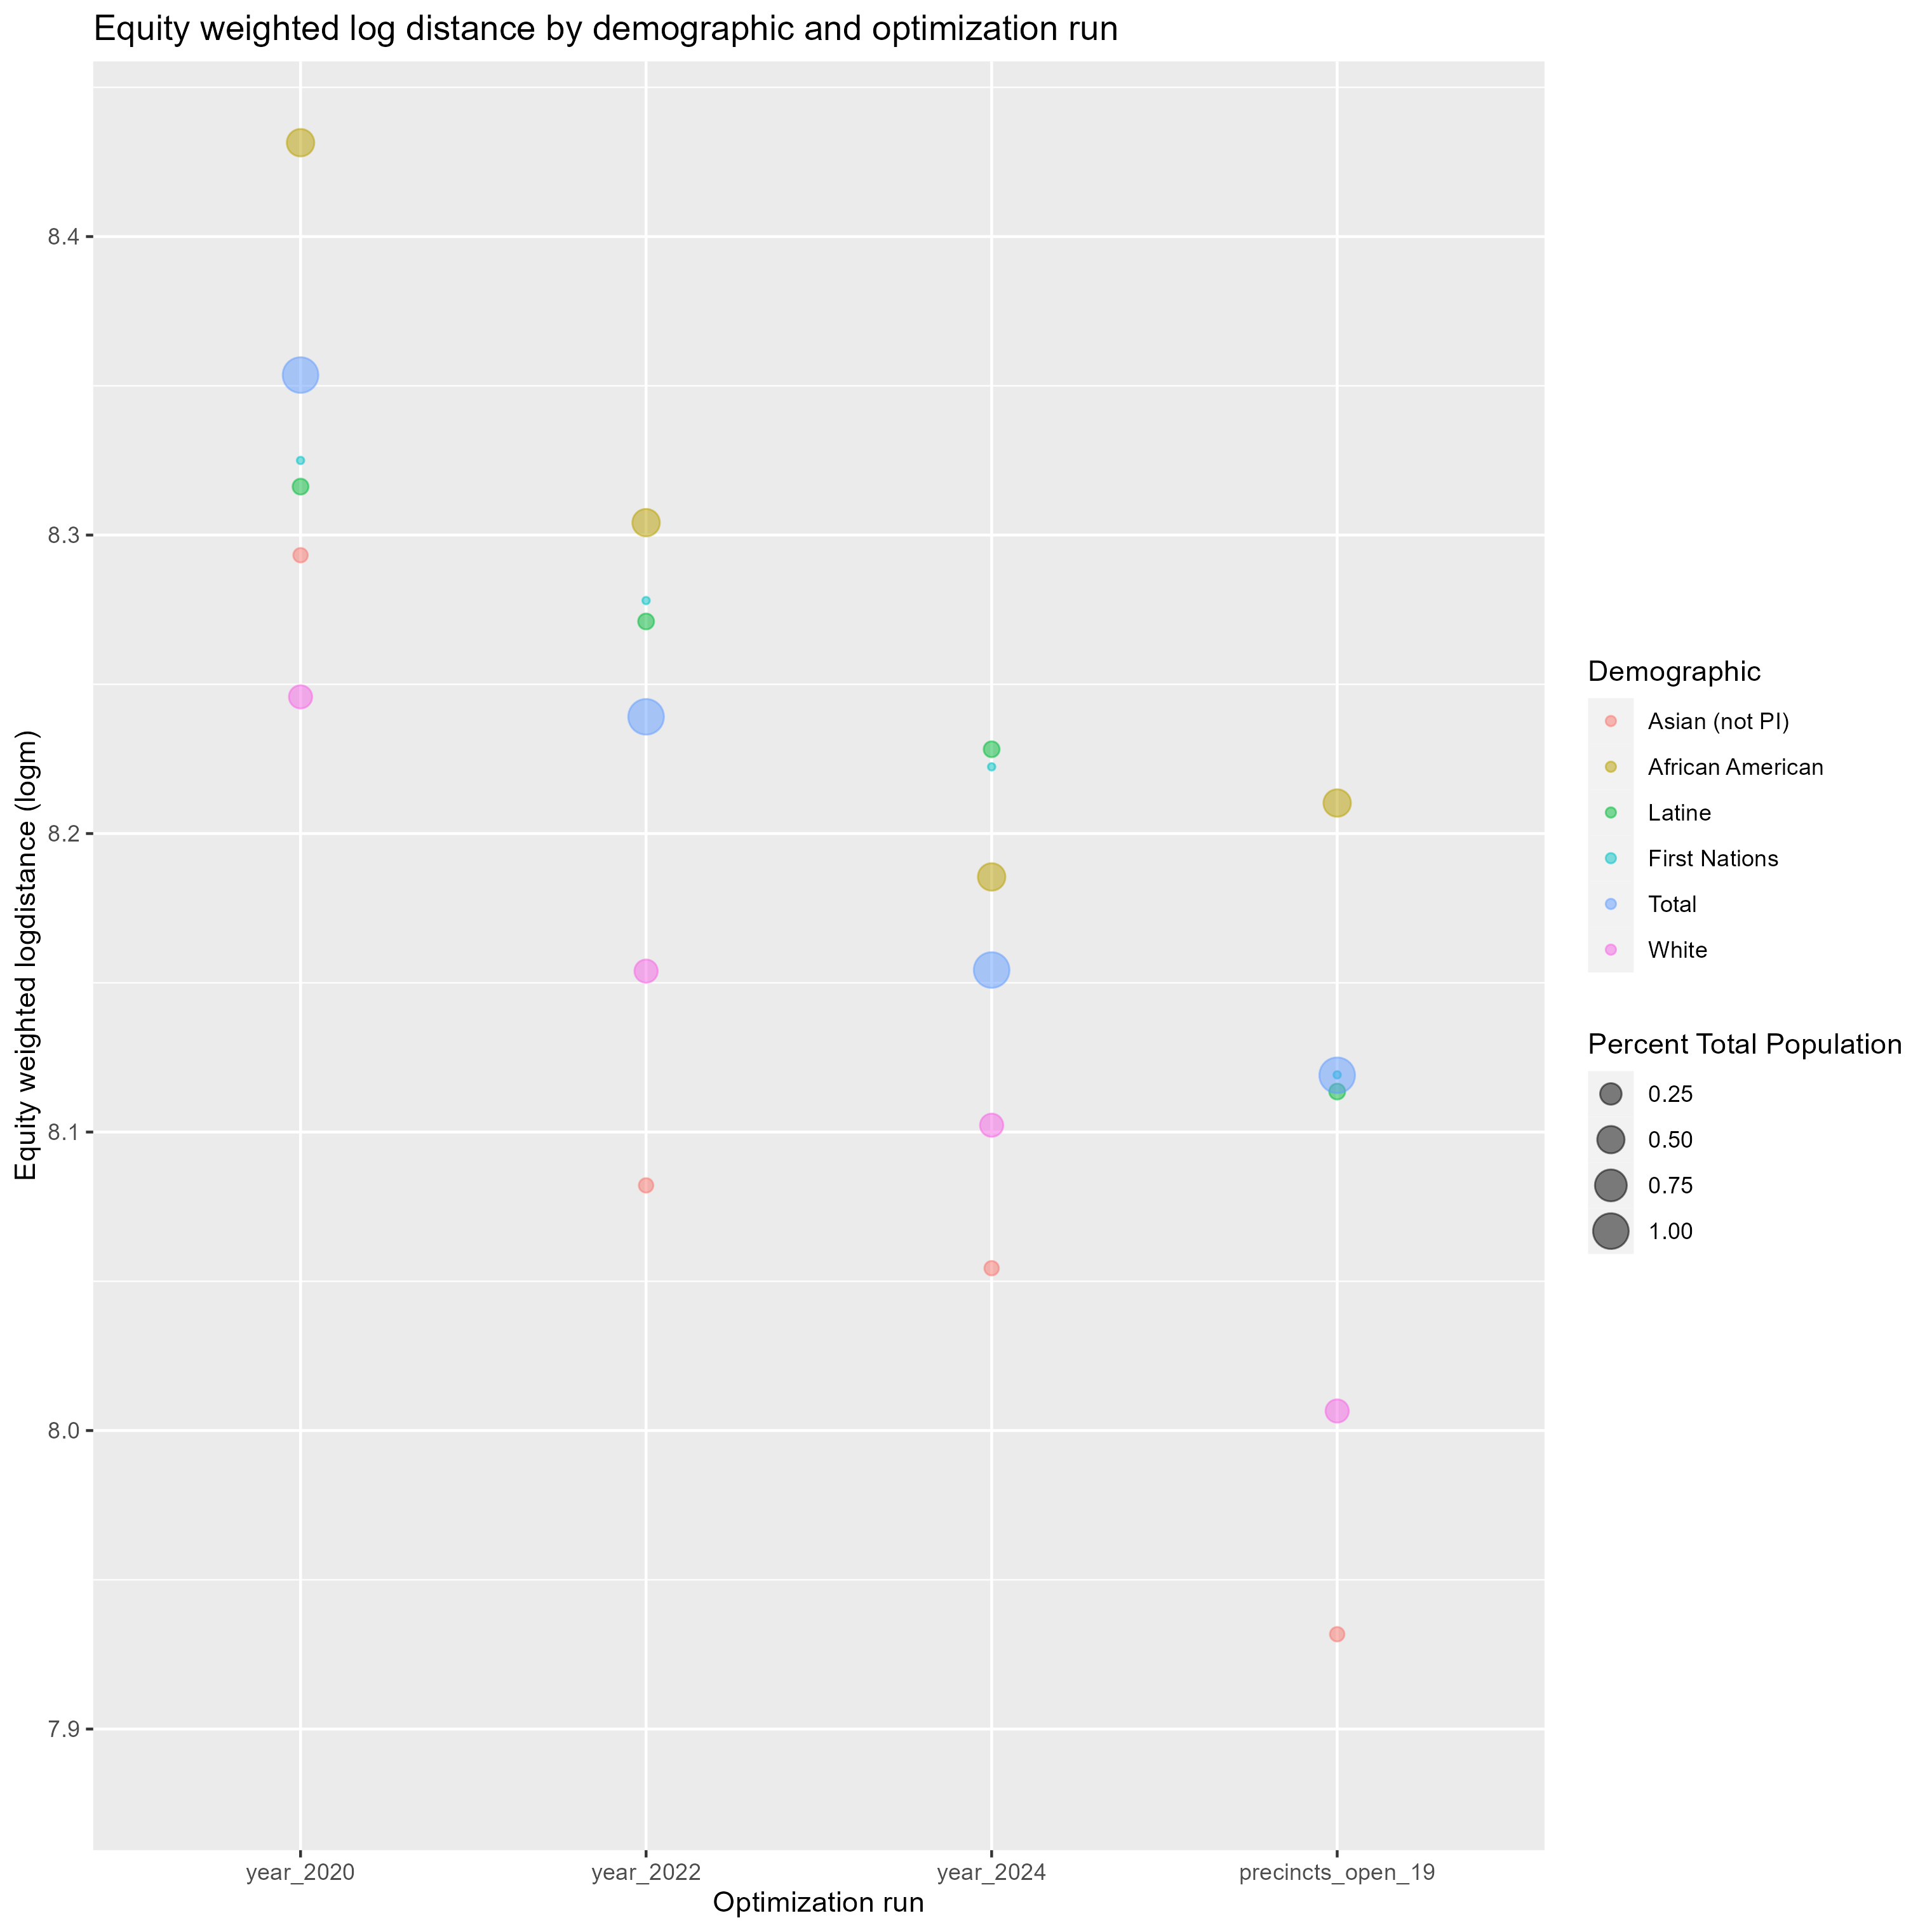 Equity weighted log distance by demographic and optimization run
Equity weighted logdistance (logm)
8.4
8.3
8.2
8.1
8.0
7.9
year_2020
year_2022
year_2024
precincts_open_19
Optimization run
Demographic
Asian (not PI)
African American
Latine
First Nations
Total
White
Percent Total Population
0.25
0.50
0.75
1.00